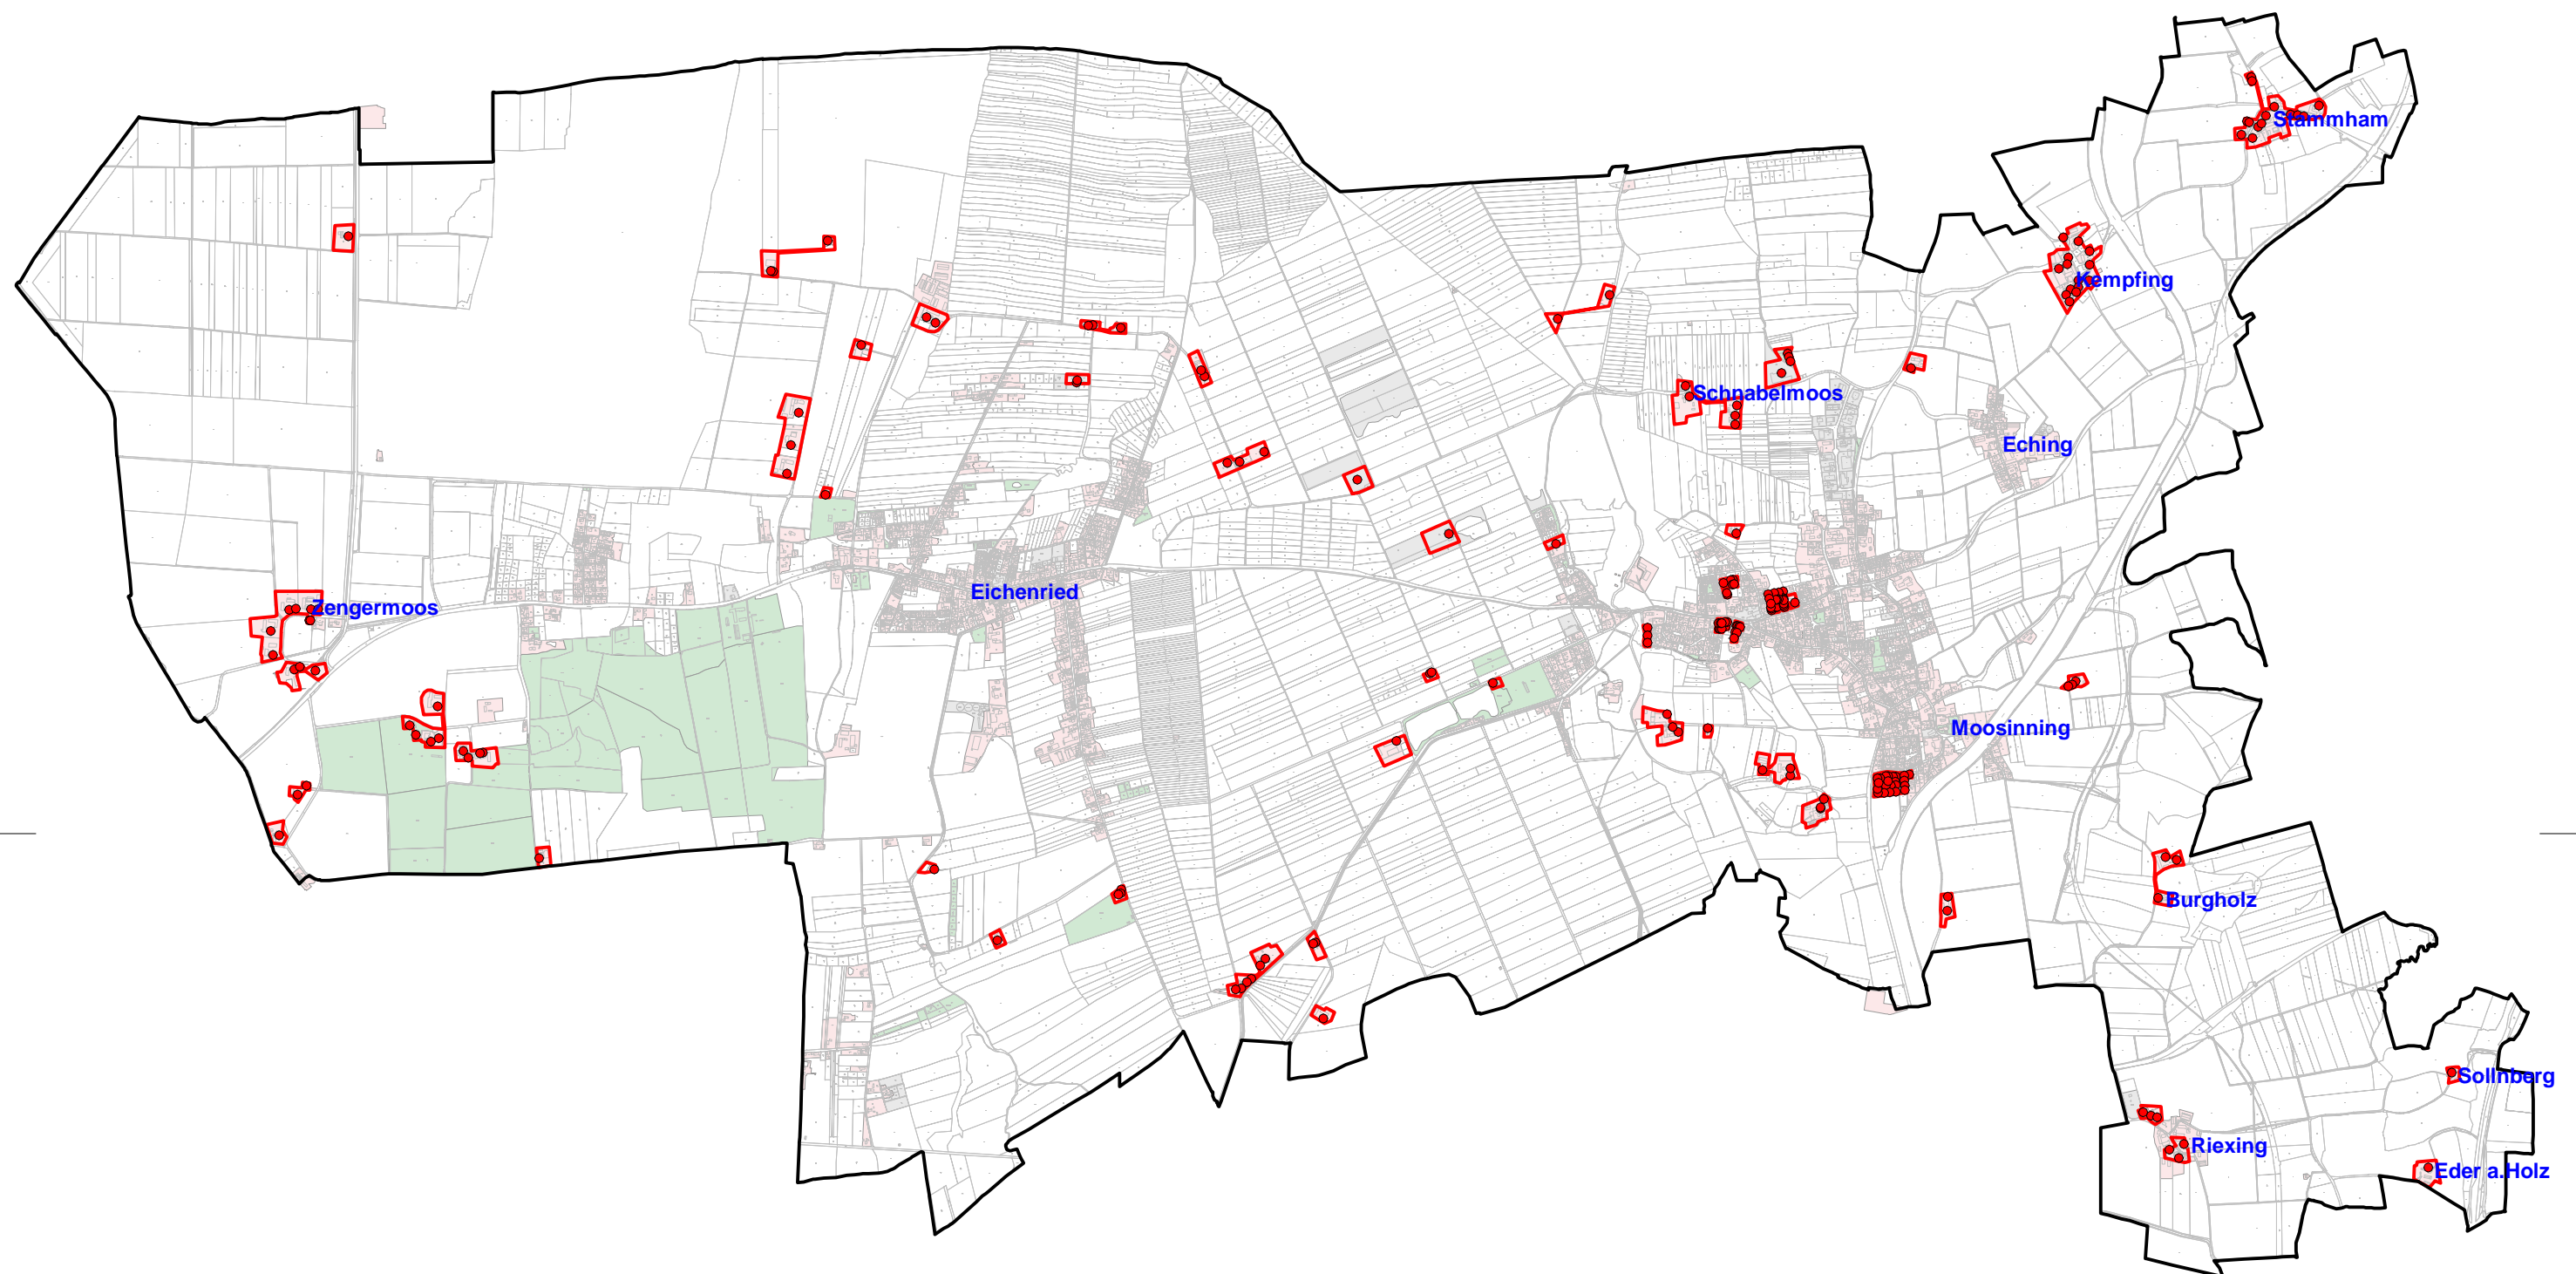 Stammham
Kempfing
Schnabelmoos
Eching
Eichenried
Zengermoos
Moosinning
Burgholz
Sollnberg
Riexing
Eder a.Holz